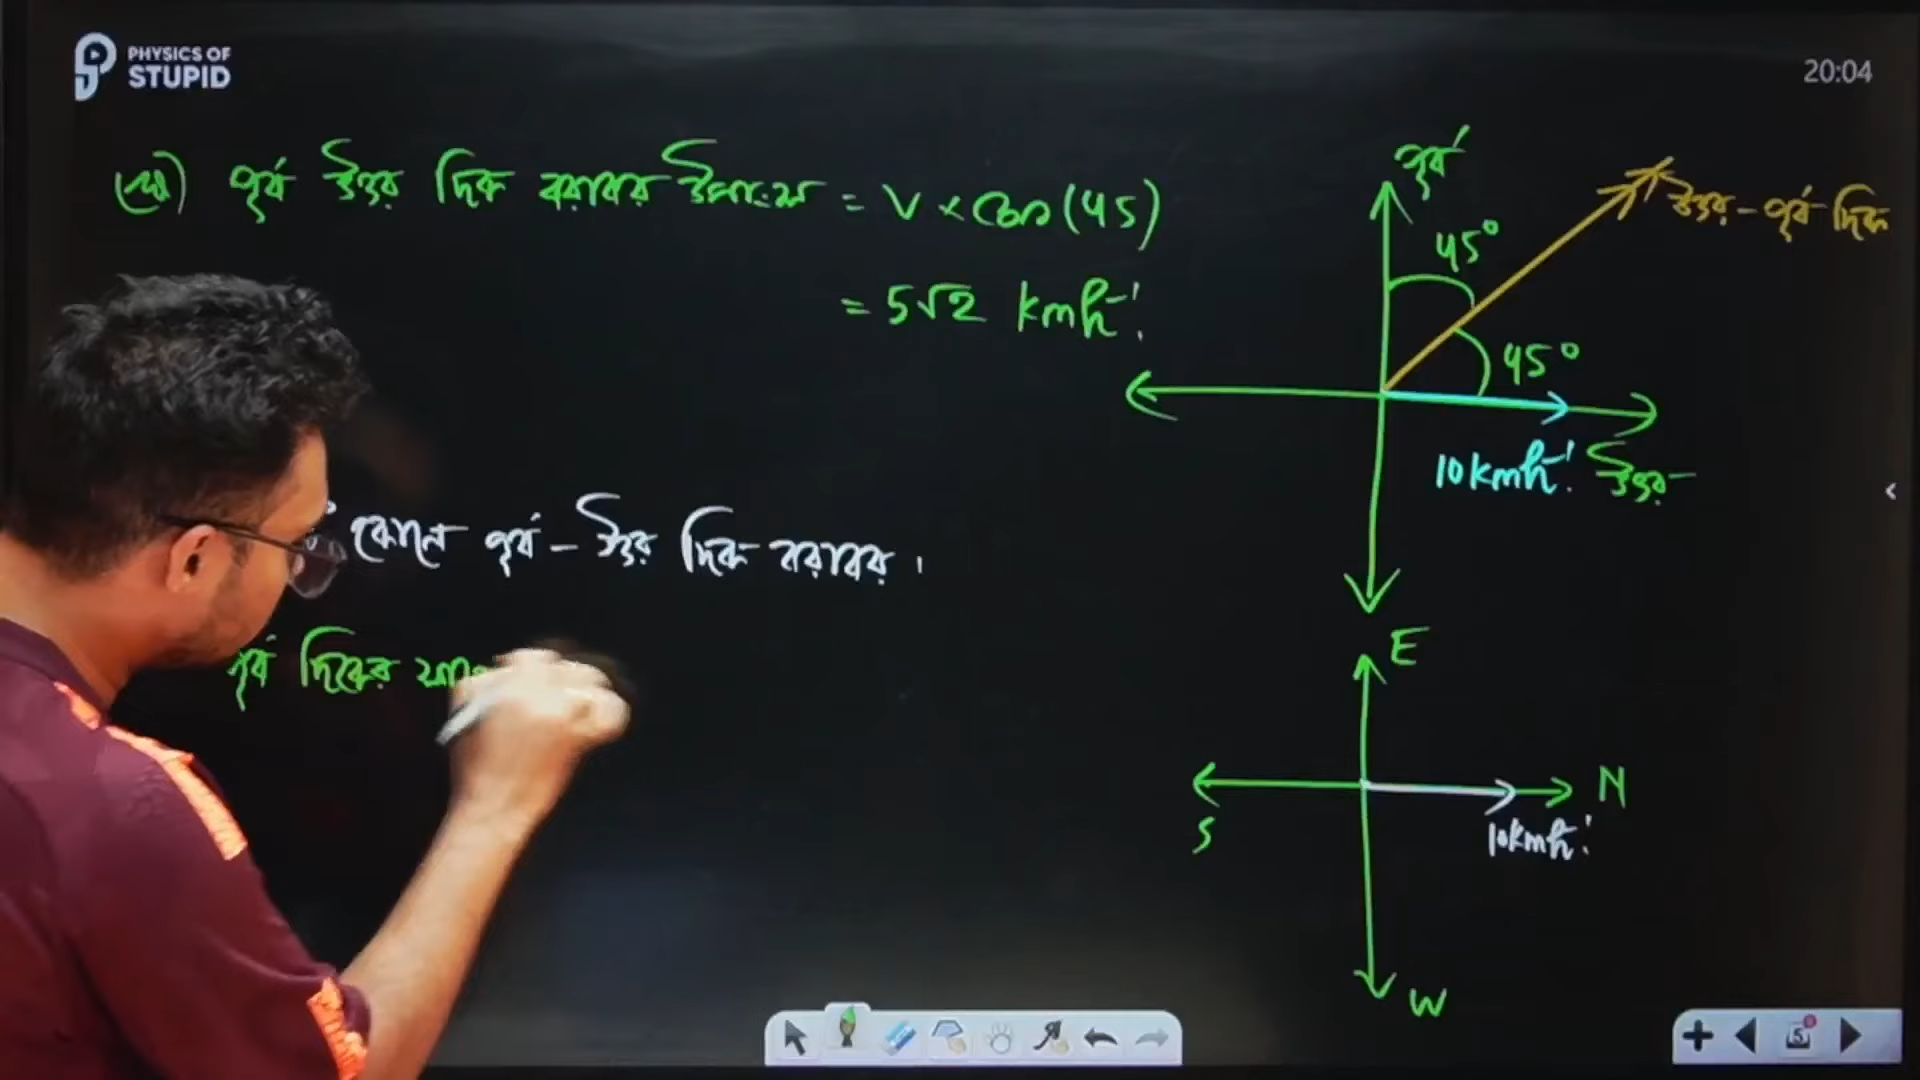 PHYSICS OF
STUPID
20:04
পূর্ব উত্তর দিক বরাবর উপাংশ = V × Cos(45)
= 5√2 kmh⁻¹
কোনে পূর্ব - উত্তর দিক বরাবর ।
পূর্ব দিকের
পূর্ব
উত্তর - পূর্ব দিক
45°
45°
10kmh⁻¹
উত্তর
E
N
S
10kmh⁻¹
W
5